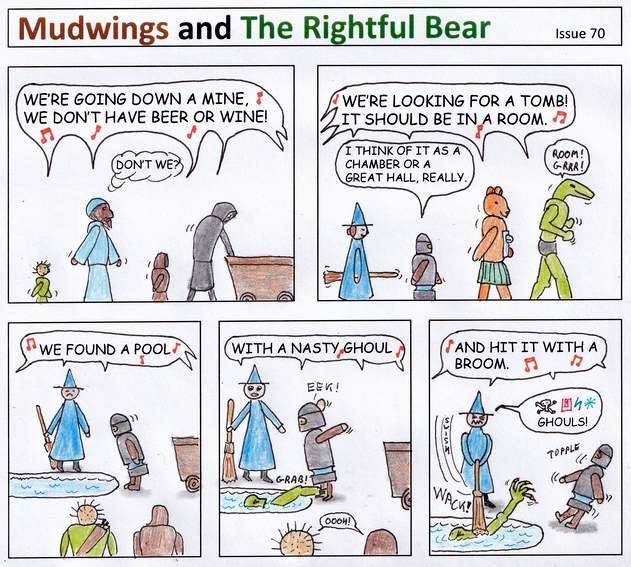 Mudwings and The Rightful Bear
Issue 70
WE'RE GOING DOWN A MINE,
WE DON'T HAVE BEER OR WINE!
DON'T WE?
WE'RE LOOKING FOR A TOMB!
IT SHOULD BE IN A ROOM.
I THINK OF IT AS A
CHAMBER OR A
GREAT HALL, REALLY.
ROOM!
GRRR!
WE FOUND A POOL
WITH A NASTY GHOUL
EEK!
GRAB!
OOOH!
AND HIT IT WITH A
BROOM.
GHOULS!
SWISH
WACK!
TOPPLE